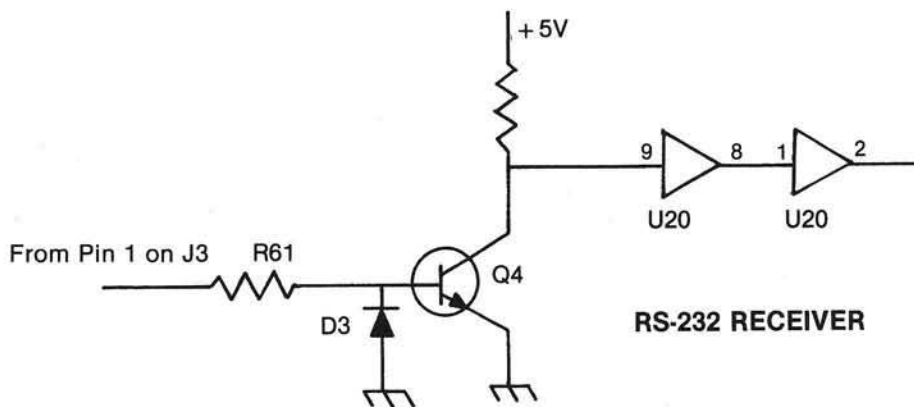 + 5V
9
8
1
2
U20
U20
From Pin 1 on J3
R61
Q4
D3
RS-232 RECEIVER